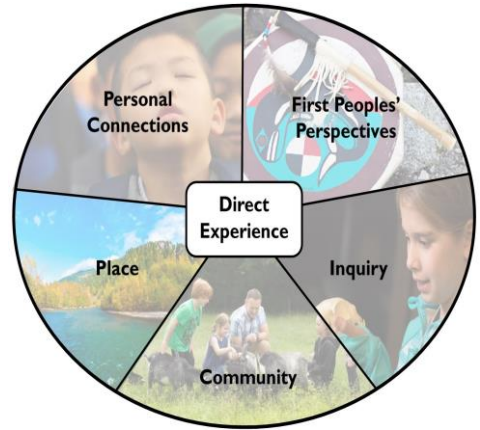 Personal
Connections
First Peoples'
Perspectives
Direct
Experience
Place
Inquiry
Community